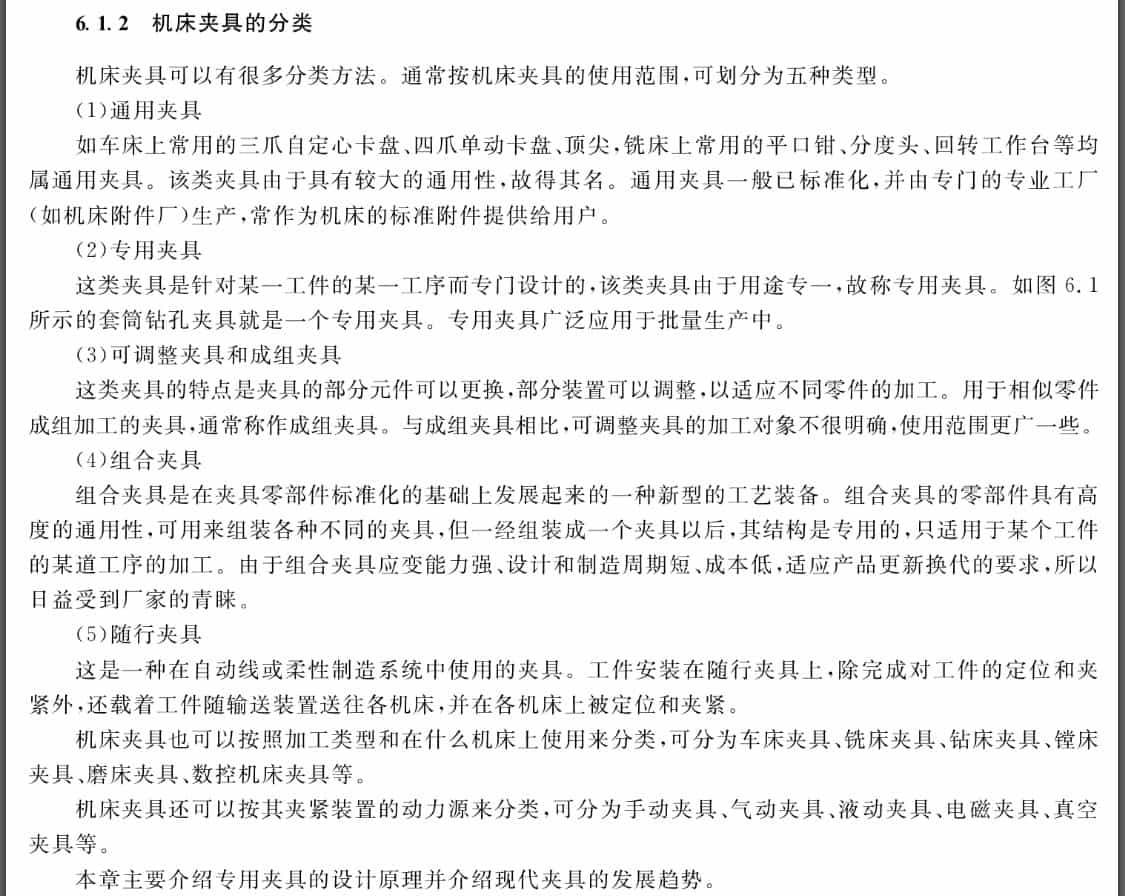 6.1.2 机床夹具的分类
机床夹具可以有很多分类方法。通常按机床夹具的使用范围,可划分为五种类型。
(1)通用夹具
如车床上常用的三爪自定心卡盘、四爪单动卡盘、顶尖,铣床上常用的平口钳、分度头、回转工作台等均
属通用夹具。该类夹具由于具有较大的通用性,故得其名。通用夹具一般已标准化,并由专门的专业工厂
(如机床附件厂)生产,常作为机床的标准附件提供给用户。
(2)专用夹具
这类夹具是针对某一工件的某一工序而专门设计的,该类夹具由于用途专一,故称专用夹具。如图 6.1
所示的套筒钻孔夹具就是一个专用夹具。专用夹具广泛应用于批量生产中。
(3)可调整夹具和成组夹具
这类夹具的特点是夹具的部分元件可以更换,部分装置可以调整,以适应不同零件的加工。用于相似零件
成组加工的夹具,通常称作成组夹具。与成组夹具相比,可调整夹具的加工对象不很明确,使用范围更广一些。
(4)组合夹具
组合夹具是在夹具零部件标准化的基础上发展起来的一种新型的工艺装备。组合夹具的零部件具有高
度的通用性,可用来组装各种不同的夹具,但一经组装成一个夹具以后,其结构是专用的,只适用于某个工件
的某道工序的加工。由于组合夹具应变能力强、设计和制造周期短、成本低,适应产品更新换代的要求,所以
日益受到厂家的青睐。
(5)随行夹具
这是一种在自动线或柔性制造系统中使用的夹具。工件安装在随行夹具上,除完成对工件的定位和夹
紧外,还载着工件随输送装置送往各机床,并在各机床上被定位和夹紧。
机床夹具也可以按照加工类型和在什么机床上使用来分类,可分为车床夹具、铣床夹具、钻床夹具、镗床
夹具、磨床夹具、数控机床夹具等。
机床夹具还可以按其夹紧装置的动力源来分类,可分为手动夹具、气动夹具、液动夹具、电磁夹具、真空
夹具等。
本章主要介绍专用夹具的设计原理并介绍现代夹具的发展趋势。